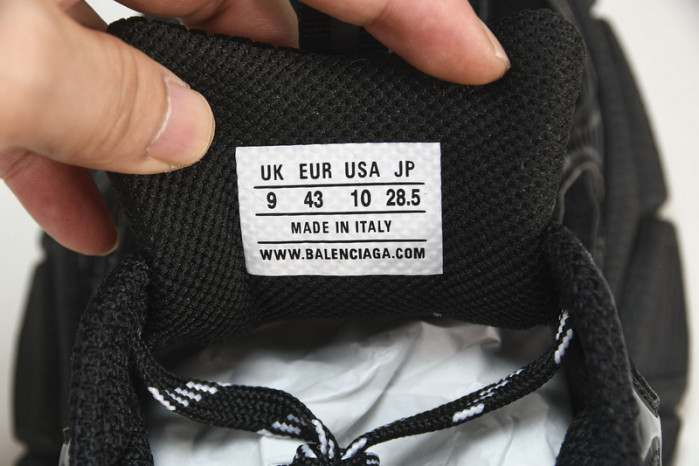 UK EUR USA JP
9 43 10 28.5
MADE IN ITALY
WWW.BALENCIAGA.COM